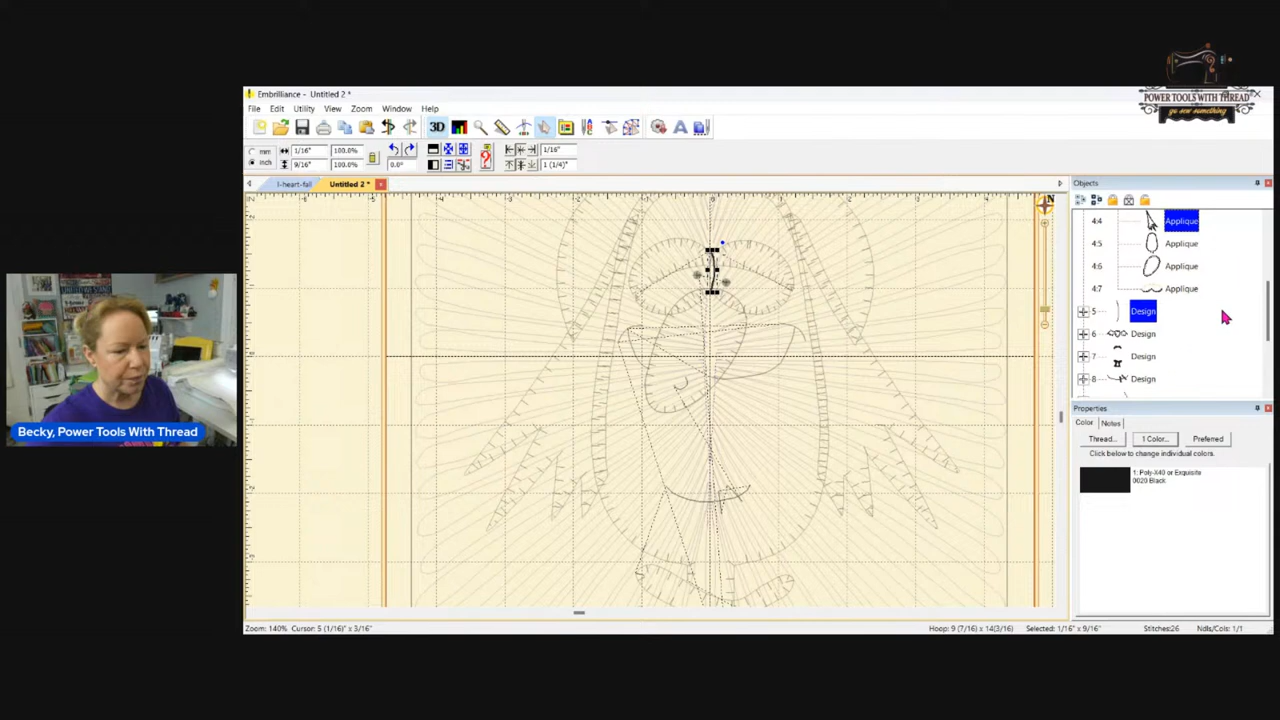 POWER TOOLS WITH THREAD
go sew something
Embrilliance - Untitled 2 *
File Edit Utility View Zoom Window Help
3D
mm
inch
1/16" 100.0%
9/16" 100.0%
0.0°
1/16"
1 (1/4)"
I-heart-fall Untitled 2 *
N
Objects
4:4 Applique
4:5 Applique
4:6 Applique
4:7 Applique
5 Design
6 Design
7 Design
8 Design
Properties
Color Notes
Thread... 1 Color... Preferred
Click below to change individual colors.
1: Poly-X40 or Exquisite
0020 Black
Becky, Power Tools With Thread
Zoom: 140% Cursor: 5 (1/16)" x 3/16"
Hoop: 9 (7/16) x 14(3/16) Selected: 1/16" x 9/16" Stitches:26 Ndls/Cols: 1/1